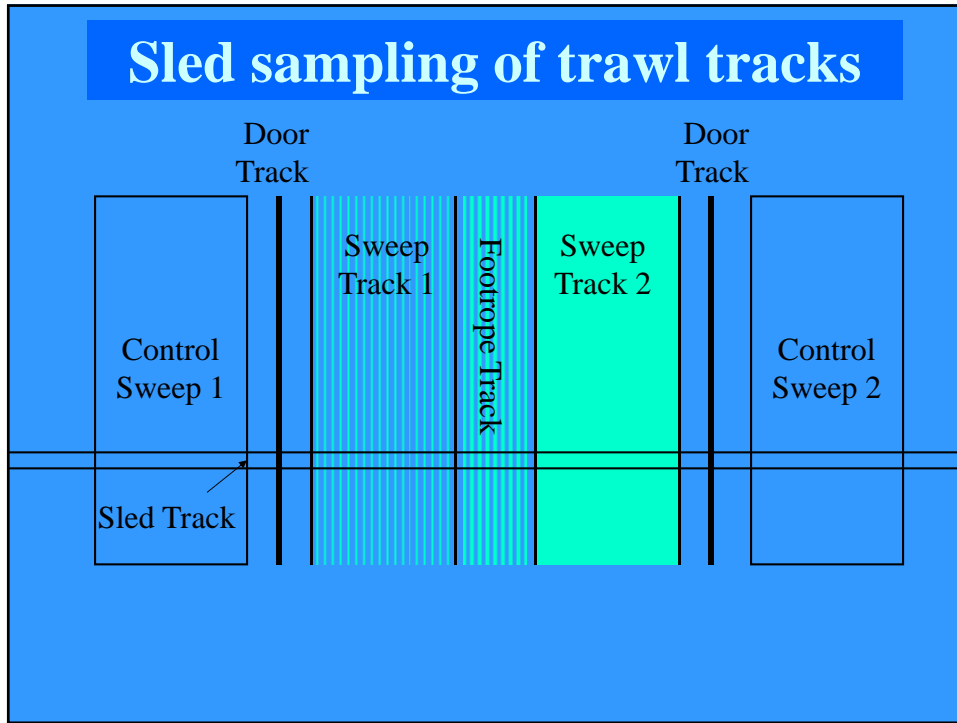 Sled sampling of trawl tracks
Door
Track
Door
Track
Sweep
Track 1
Footrope Track
Sweep
Track 2
Control
Sweep 1
Control
Sweep 2
Sled Track